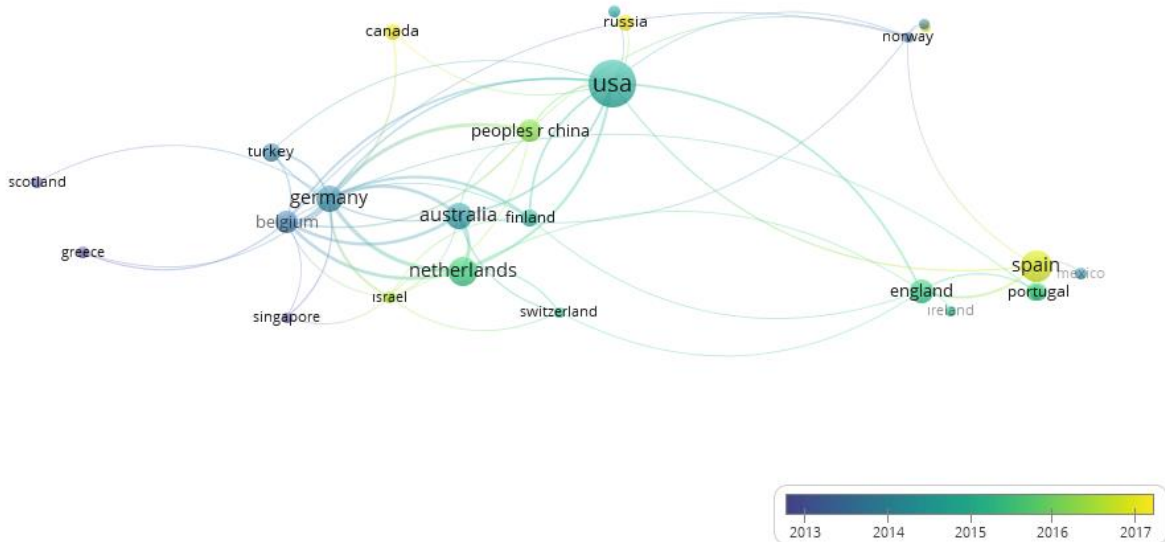 russia
canada
norway
usa
peoples r china
turkey
scotland
germany
australia
finland
belgium
greece
netherlands
spain
mexico
israel
england
portugal
singapore
switzerland
ireland
2013 2014 2015 2016 2017